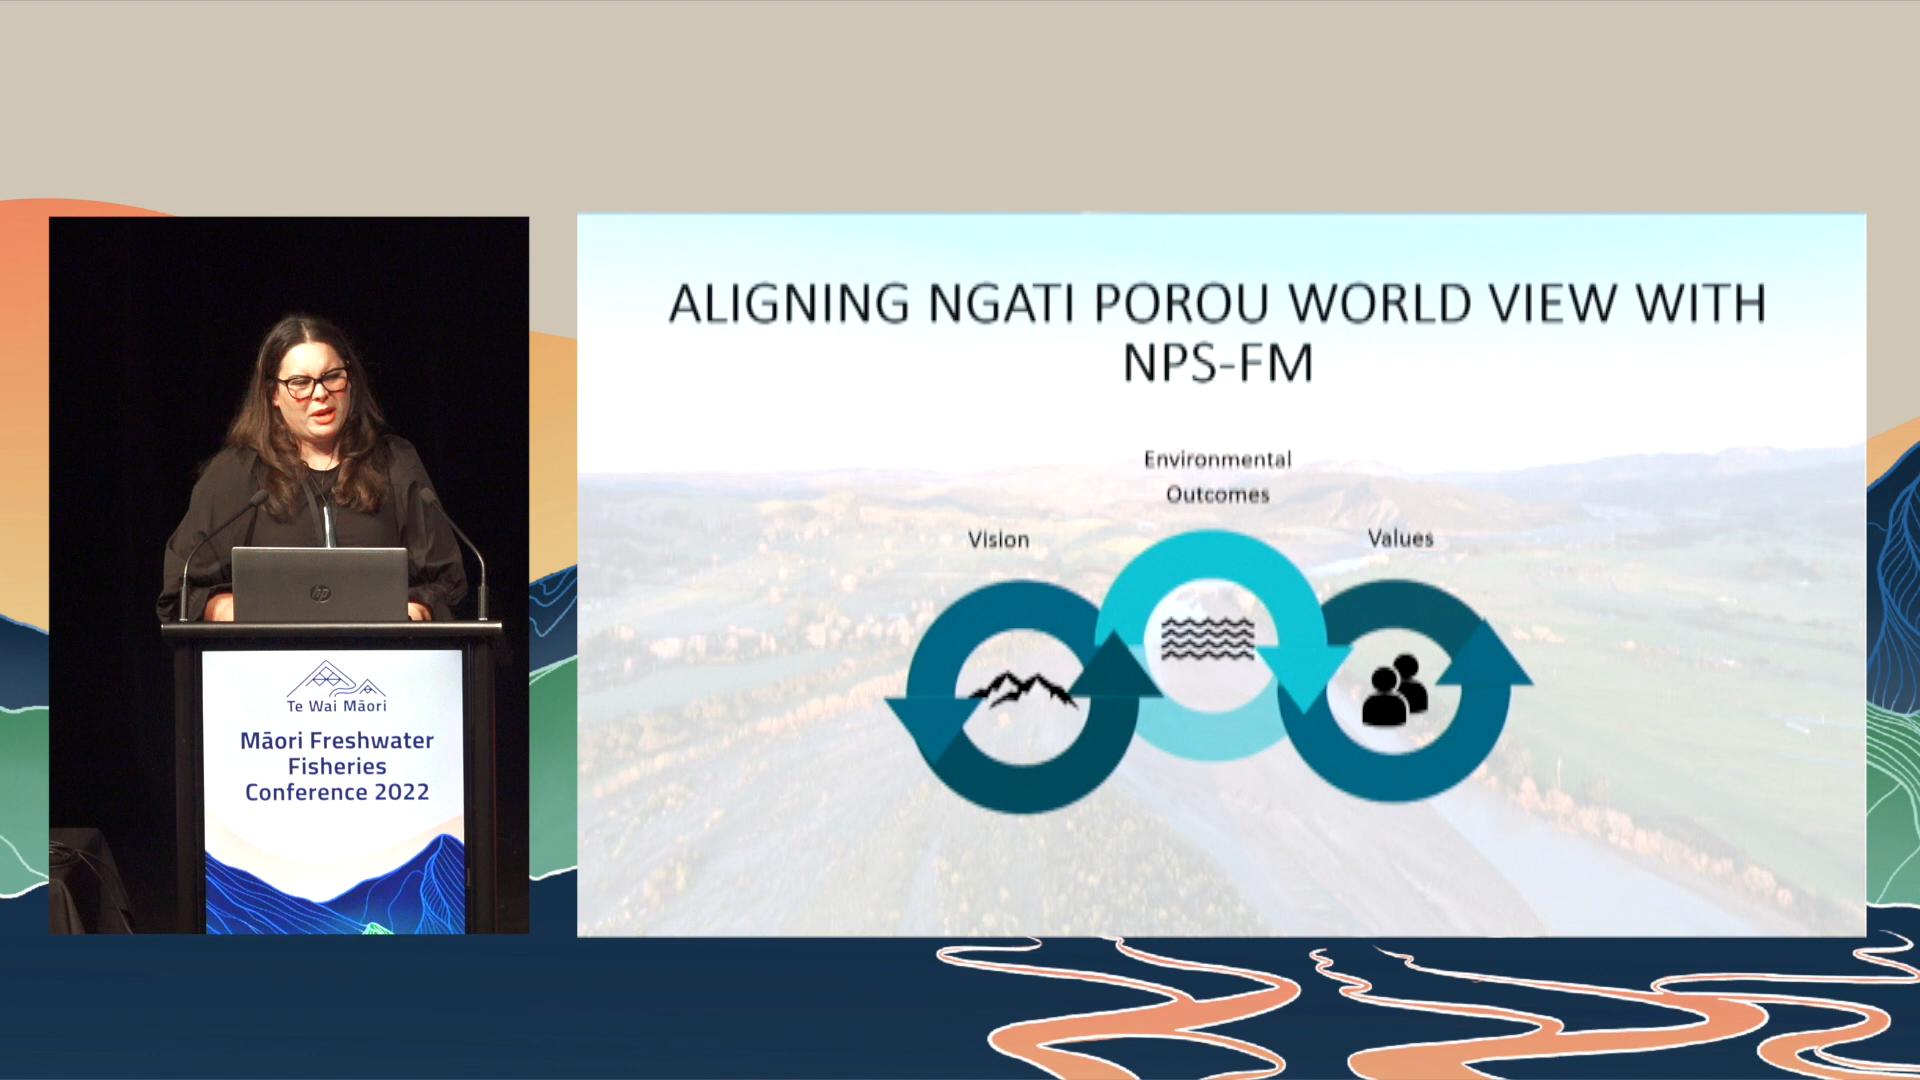 ALIGNING NGATI POROU WORLD VIEW WITH
NPS-FM
Environmental
Outcomes
Vision
Values
hp
Te Wai Māori
Māori Freshwater
Fisheries
Conference 2022